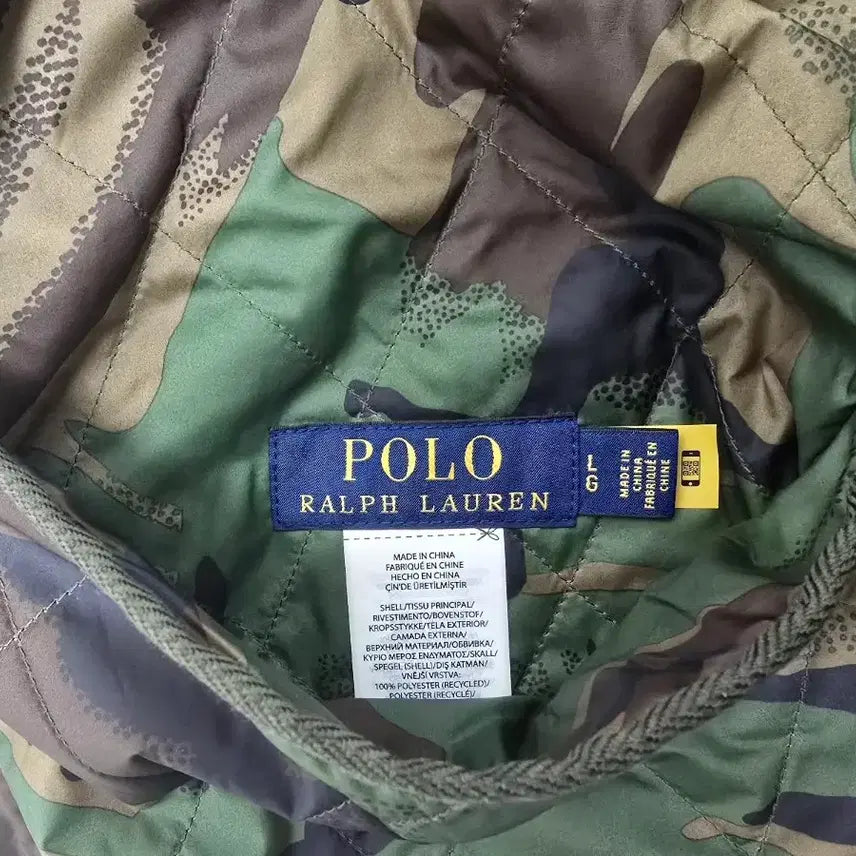 POLO
RALPH LAUREN
L
G
MADE IN
CHINA
FABRIQUÉ EN
CHINE
MADE IN CHINA
FABRIQUÉ EN CHINE
HECHO EN CHINA
ÇİN'DE ÜRETİLMİŞTİR
SHELL/TISSU PRINCIPAL/
RIVESTIMENTO/BOVENSTOF/
KROPSSTYKKE/TELA EXTERIOR/
CAMADA EXTERNA/
ВЕРХНИЙ МАТЕРИАЛ/ОБВИВКА/
ΚΥΡΙΟ ΜΕΡΟΣ ΕΝΔΥΜΑΤΟΣ/SKALL/
SPEGEL (SHELL)/DIŞ KATMAN/
VNĚJŠÍ VRSTVA:
100% POLYESTER (RECYCLED)/
POLYESTER (RECYCLÉ)/